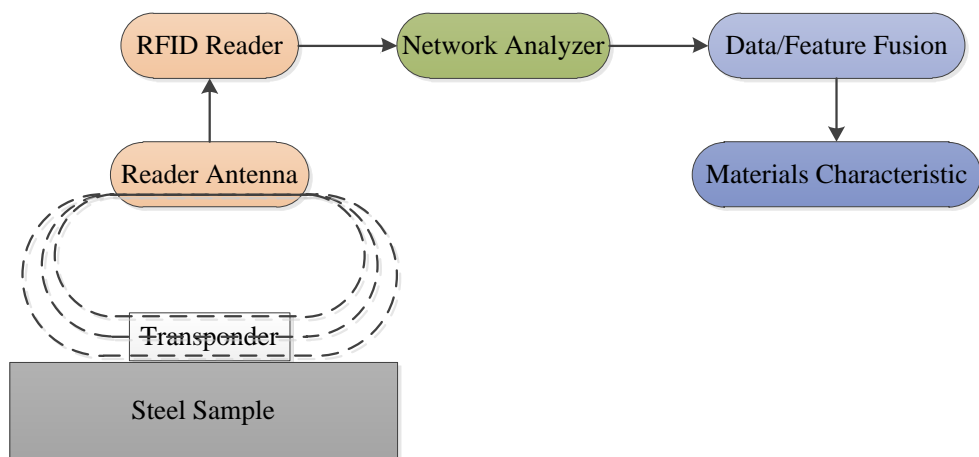 RFID Reader
Network Analyzer
Data/Feature Fusion
Reader Antenna
Materials Characteristic
Transponder
Steel Sample